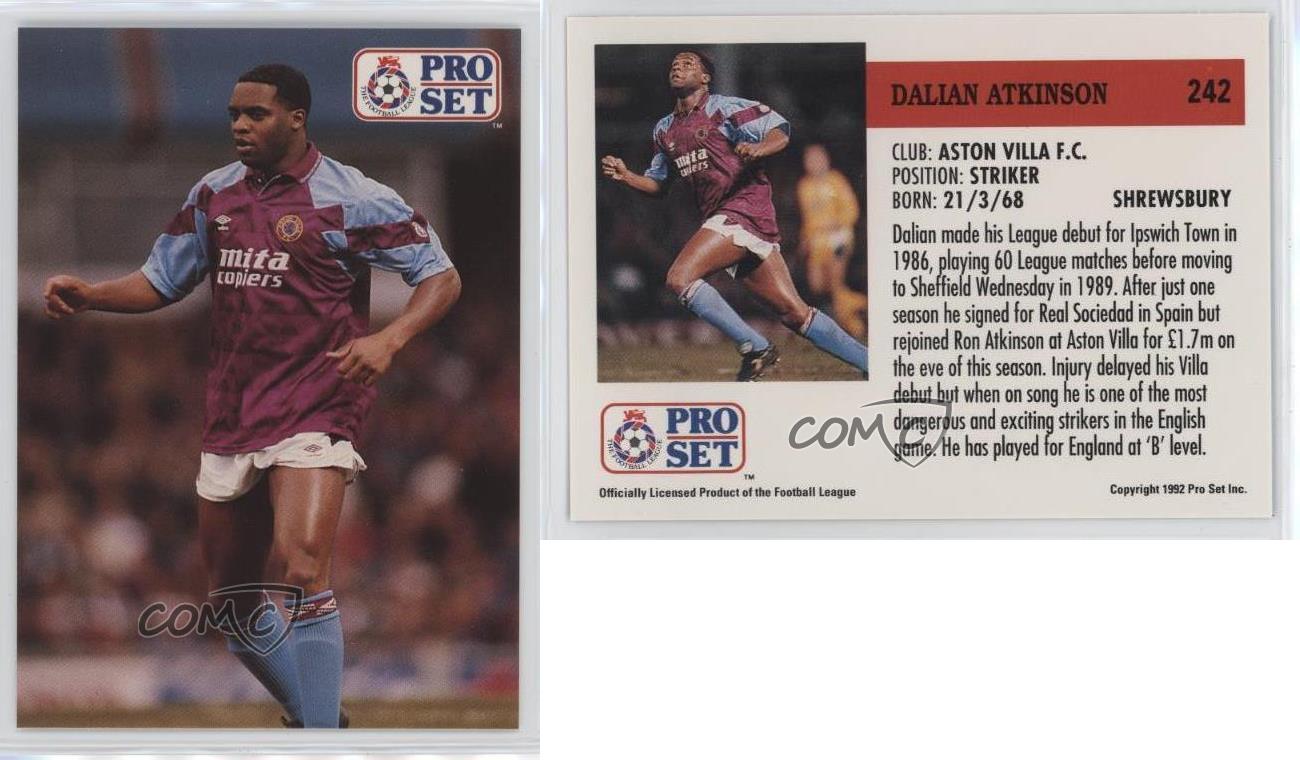 PRO
SET
THE FOOTBALL LEAGUE
TM
mita
copiers
COMC
DALIAN ATKINSON 242
CLUB: ASTON VILLA F.C.
POSITION: STRIKER
BORN: 21/3/68 SHREWSBURY
Dalian made his League debut for Ipswich Town in
1986, playing 60 League matches before moving
to Sheffield Wednesday in 1989. After just one
season he signed for Real Sociedad in Spain but
rejoined Ron Atkinson at Aston Villa for £1.7m on
the eve of this season. Injury delayed his Villa
debut but when on song he is one of the most
dangerous and exciting strikers in the English
game. He has played for England at ‘B’ level.
mita
copiers
COMC
PRO
SET
THE FOOTBALL LEAGUE
TM
Officially Licensed Product of the Football League
Copyright 1992 Pro Set Inc.